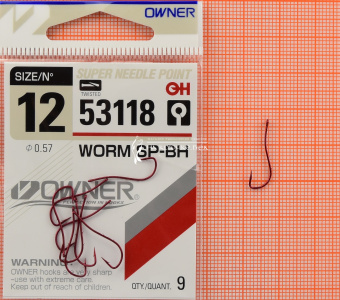 OWNER
SIZE/N°
SUPER NEEDLE POINT
12
TWISTED
53118
Φ 0.57
WORM SP-BH
OWNER
WARNING
OWNER hooks are very sharp
-use with extreme care.
Keep out of reach of children.
QTY./QUANT. 9